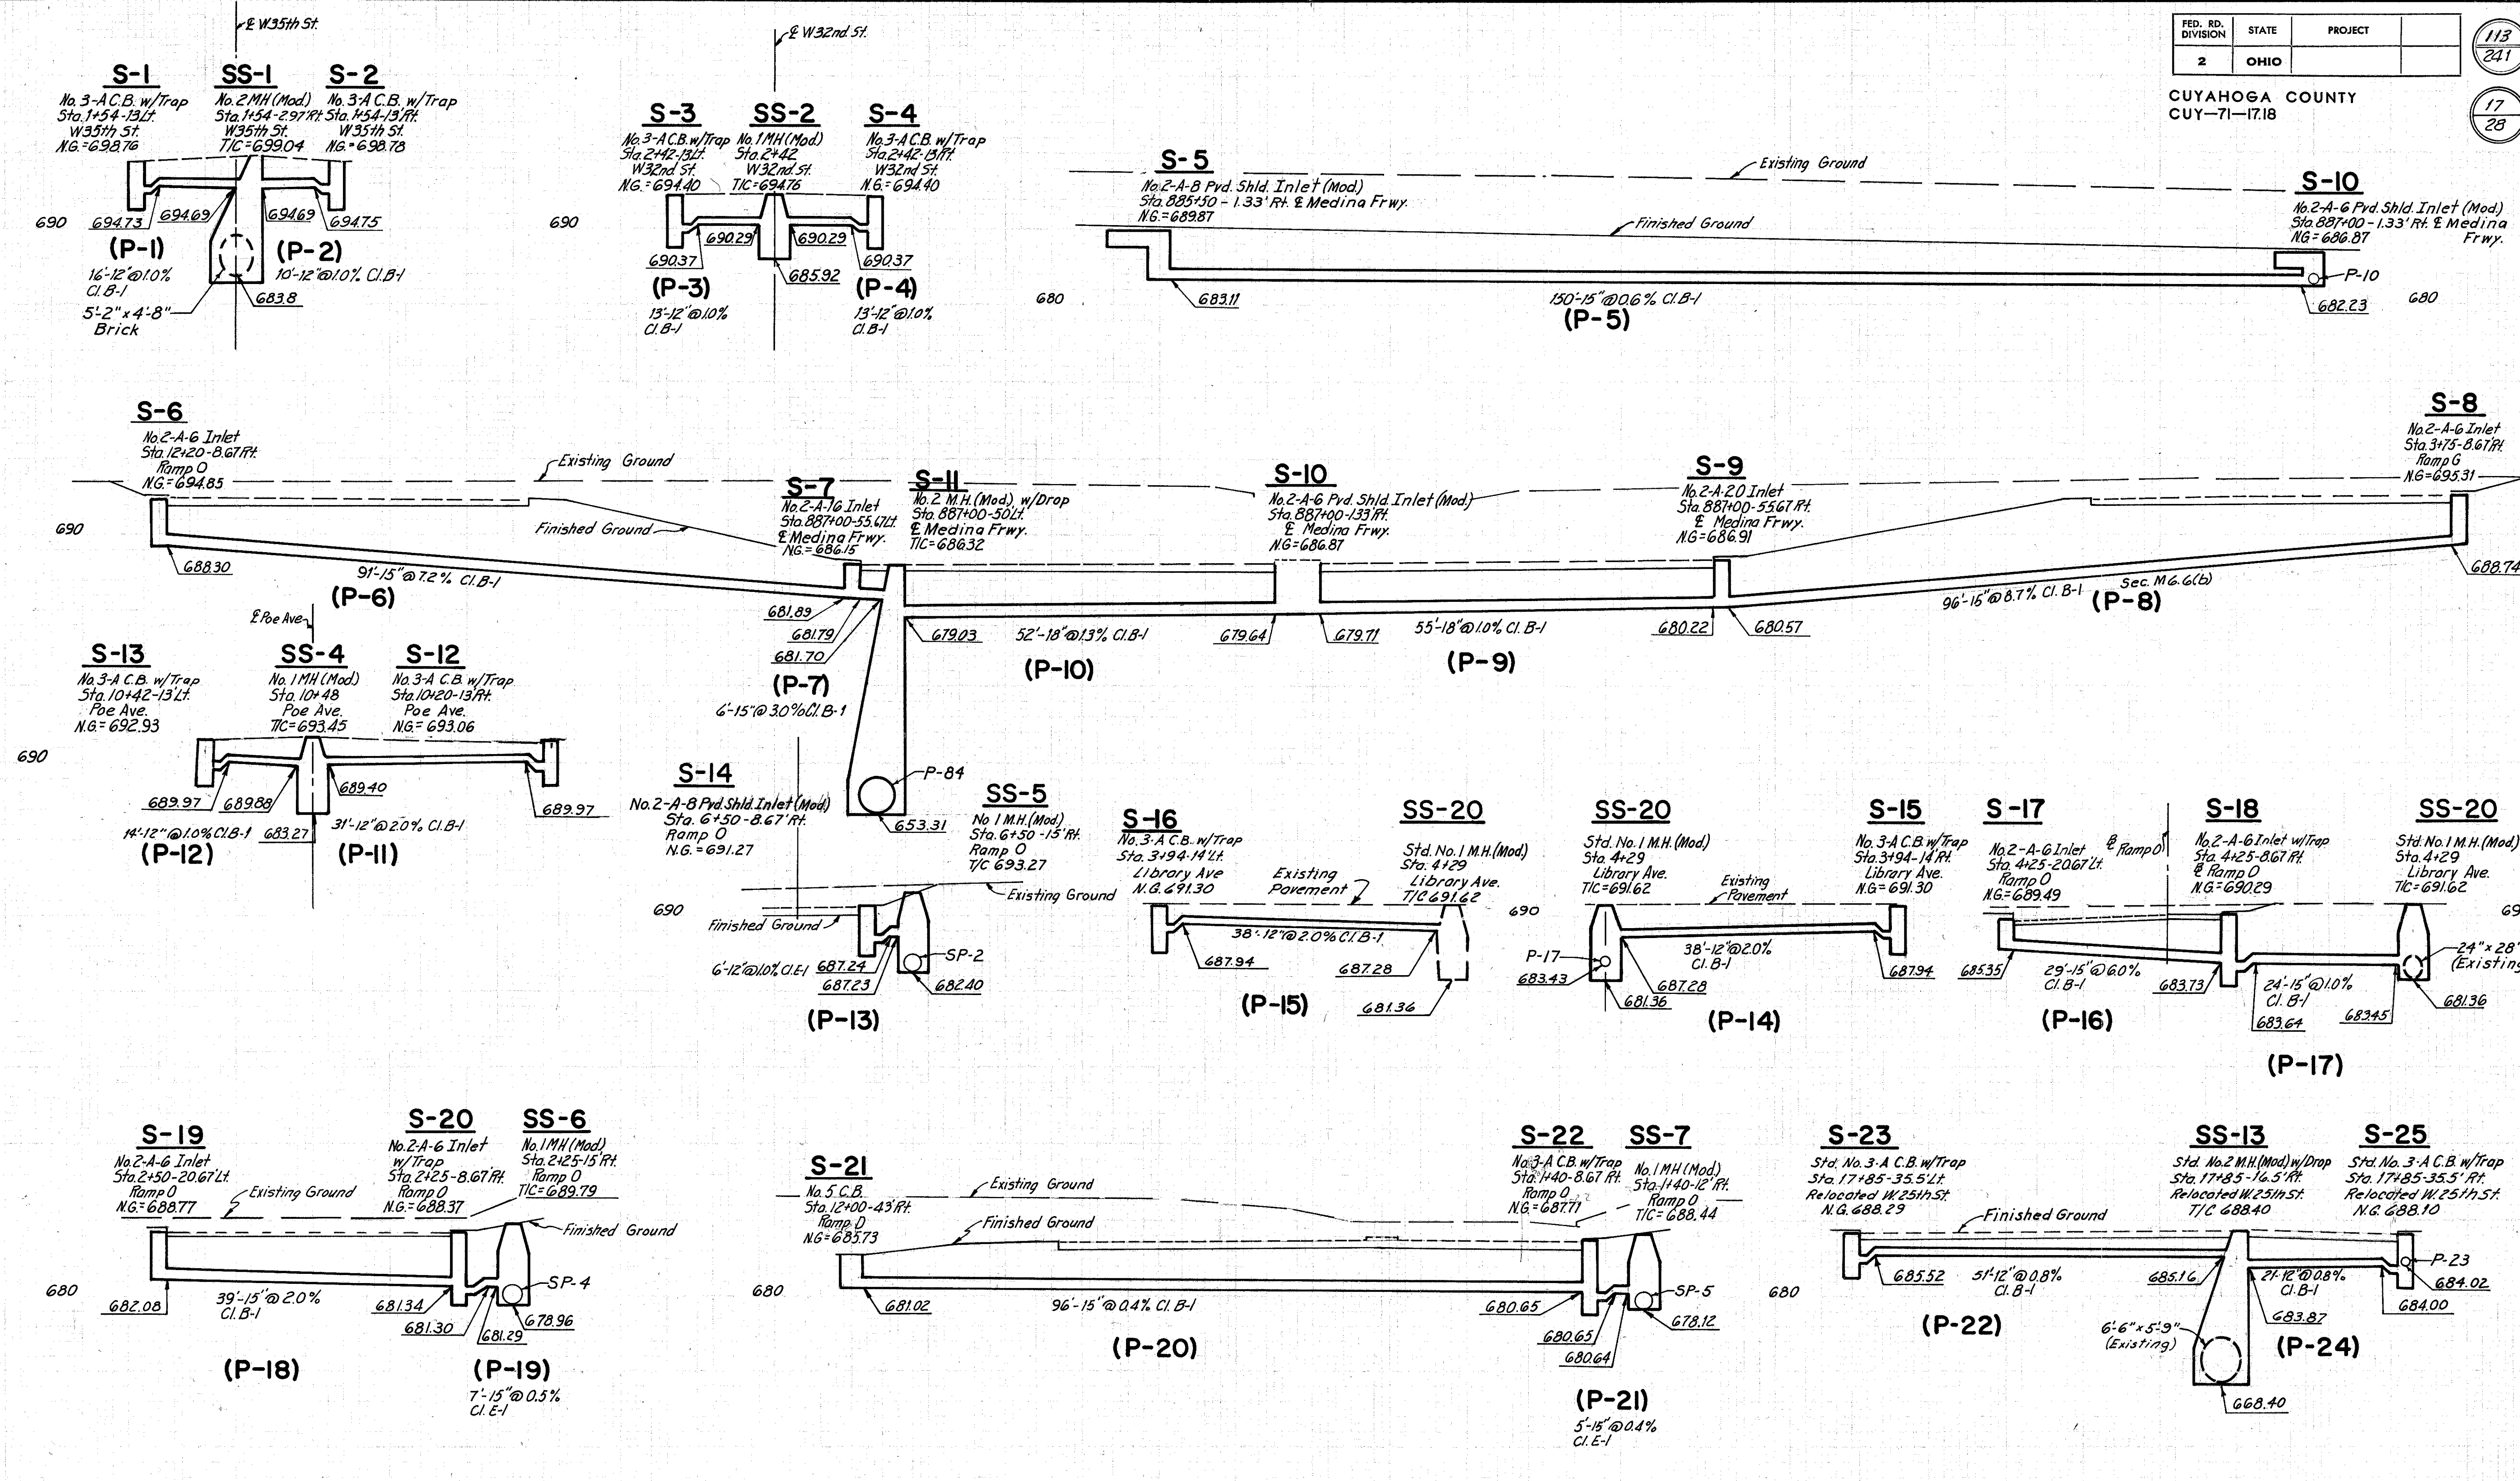 FED. RD. DIVISION STATE PROJECT
2 OHIO
113
241
CUYAHOGA COUNTY
CUY-71-17.18
17
28
℄ W35th St.
S-1
No. 3-A C.B. w/Trap
Sta. 1+54-13'Lt.
W35th St.
N.G. = 698.76
SS-1
No. 2 MH (Mod.)
Sta. 1+54-2.97'Rt.
W35th St.
T/C = 699.04
S-2
No. 3-A C.B. w/Trap
Sta. 1+54-13'Rt.
W35th St.
N.G. = 698.78
690
694.73
694.69
694.69
694.75
(P-1)
16'-12"@1.0%
Cl. B-1
(P-2)
10'-12"@1.0% Cl.B-1
683.8
5'-2" x 4'-8"
Brick
℄ W32nd St.
S-3
No. 3-A C.B. w/Trap
Sta. 2+42-13'Lt.
W32nd St.
N.G. = 694.40
SS-2
No. 1 MH (Mod.)
Sta. 2+42
W32nd St.
T/C = 694.76
S-4
No. 3-A C.B. w/Trap
Sta. 2+42-13'Rt.
W32nd St.
N.G. = 694.40
690
690.37
690.29
690.29
690.37
685.92
(P-3)
13'-12"@1.0%
Cl. B-1
(P-4)
13'-12"@1.0%
Cl. B-1
S-5
No. 2-A-8 Pvd. Shld. Inlet (Mod.)
Sta. 885+50 - 1.33' Rt. ℄ Medina Frwy.
N.G. = 689.87
Existing Ground
Finished Ground
S-10
No. 2-A-6 Pvd. Shld. Inlet (Mod.)
Sta. 887+00 - 1.33' Rt. ℄ Medina
Frwy.
N.G. = 686.87
P-10
680
683.11
150'-15"@0.6% Cl.B-1
(P-5)
682.23
680
S-6
No. 2-A-6 Inlet
Sta. 12+20-8.67'Rt.
Ramp O
N.G. = 694.85
Existing Ground
Finished Ground
690
688.30
91'-15"@7.2% Cl.B-1
(P-6)
S-7
No. 2-A-16 Inlet
Sta. 887+00-55.67'Lt.
℄ Medina Frwy.
N.G. = 686.15
S-11
No. 2 M.H. (Mod.) w/Drop
Sta. 887+00-50'Lt.
℄ Medina Frwy.
T/C = 686.32
S-10
No. 2-A-6 Pvd. Shld. Inlet (Mod.)
Sta. 887+00-1.33'Rt.
℄ Medina Frwy.
N.G = 686.87
S-9
No. 2-A-20 Inlet
Sta. 887+00-55.67 Rt.
℄ Medina Frwy.
N.G = 686.91
S-8
No. 2-A-6 Inlet
Sta. 3+75-8.67'Rt.
Ramp G
N.G = 695.31
681.89
681.79
681.70
(P-7)
6'-15"@3.0% Cl.B-1
679.03
52'-18"@1.3% Cl.B-1
(P-10)
679.64
679.71
55'-18"@1.0% Cl.B-1
(P-9)
680.22
680.57
96'-15"@8.7% Cl. B-1
Sec. M6.6(b)
(P-8)
688.74
P-84
653.31
℄ Poe Ave.
S-13
No. 3-A C.B. w/Trap
Sta. 10+42-13'Lt.
Poe Ave.
N.G. = 692.93
SS-4
No. 1 MH (Mod.)
Sta. 10+48
Poe Ave.
T/C = 693.45
S-12
No. 3-A C.B. w/Trap
Sta. 10+20-13'Rt.
Poe Ave.
N.G. = 693.06
690
689.97
689.88
689.40
689.97
14'-12"@1.0% Cl.B-1
683.27
31'-12"@2.0% Cl.B-1
(P-12)
(P-11)
S-14
No. 2-A-8 Pvd. Shld. Inlet (Mod.)
Sta. 6+50-8.67'Rt.
Ramp O
N.G. = 691.27
SS-5
No 1 M.H. (Mod.)
Sta. 6+50-15'Rt.
Ramp O
T/C 693.27
690
Existing Ground
Finished Ground
6'-12"@1.0% Cl.E-1
687.24
687.23
SP-2
682.40
(P-13)
S-16
No. 3-A C.B. w/Trap
Sta. 3+94-14'Lt.
Library Ave
N.G. 691.30
Existing
Pavement
SS-20
Std. No. 1 M.H. (Mod)
Sta. 4+29
Library Ave.
T/C 691.62
38'-12"@2.0% Cl.B-1
687.94
687.28
681.36
(P-15)
690
SS-20
Std. No. 1 M.H. (Mod)
Sta. 4+29
Library Ave.
T/C = 691.62
Existing
Pavement
S-15
No. 3-A C.B w/Trap
Sta. 3+94-14'Rt.
Library Ave.
N.G = 691.30
P-17
683.43
681.36
687.28
38'-12"@2.0%
Cl. B-1
687.94
(P-14)
S-17
No. 2-A-6 Inlet
Sta. 4+25-20.67'Lt.
Ramp O
N.G = 689.49
℄ Ramp O
S-18
No. 2-A-6 Inlet w/Trap
Sta. 4+25-8.67'Rt.
℄ Ramp O
N.G = 690.29
SS-20
Std. No. 1 M.H. (Mod)
Sta. 4+29
Library Ave.
T/C = 691.62
24" x 28"
685.35
29'-15"@6.0%
Cl. B-1
683.73
24'-15"@1.0%
Cl. B-1
683.64
683.45
681.36
(P-16)
(P-17)
S-19
No. 2-A-6 Inlet
Sta. 2+50-20.67'Lt.
Ramp O
N.G. = 688.77
Existing Ground
S-20
No. 2-A-6 Inlet
w/Trap
Sta. 2+25-8.67'Rt.
Ramp O
N.G. = 688.37
SS-6
No. 1 MH (Mod.)
Sta. 2+25-15'Rt.
Ramp O
T/C = 689.79
Finished Ground
680
682.08
39'-15"@2.0%
Cl. B-1
681.34
681.30
681.29
SP-4
678.96
(P-18)
(P-19)
7'-15"@0.5%
Cl. E-1
S-21
No. 5 C.B.
Sta. 12+00-43'Rt.
Ramp D
N.G = 685.73
Existing Ground
Finished Ground
S-22
No. 3-A C.B. w/Trap
Sta. 1+40-8.67 Rt.
Ramp O
N.G. = 687.71
SS-7
No. 1 MH (Mod)
Sta. 1+40-12'Rt.
Ramp O
T/C = 688.44
680
681.02
96'-15"@0.4% Cl. B-1
680.65
680.65
680.64
SP-5
678.12
(P-20)
(P-21)
5'-15"@0.4%
Cl. E-1
S-23
Std. No. 3-A C.B. w/Trap
Sta. 17+85-35.5'Lt.
Relocated W.25th St.
N.G. 688.29
Finished Ground
SS-13
Std. No. 2 M.H. (Mod) w/Drop
Sta. 17+85-16.5'Rt.
Relocated W.25th St.
T/C 688.40
S-25
Std. No. 3-A C.B. w/Trap
Sta. 17+85-35.5' Rt.
Relocated W.25th St.
N.G. 688.10
680
685.52
51'-12"@0.8%
Cl. B-1
685.16
21'-12"@0.8%
Cl. B-1
P-23
684.02
684.00
683.87
(P-22)
6'-6" x 5'-9"
(Existing)
(P-24)
668.40